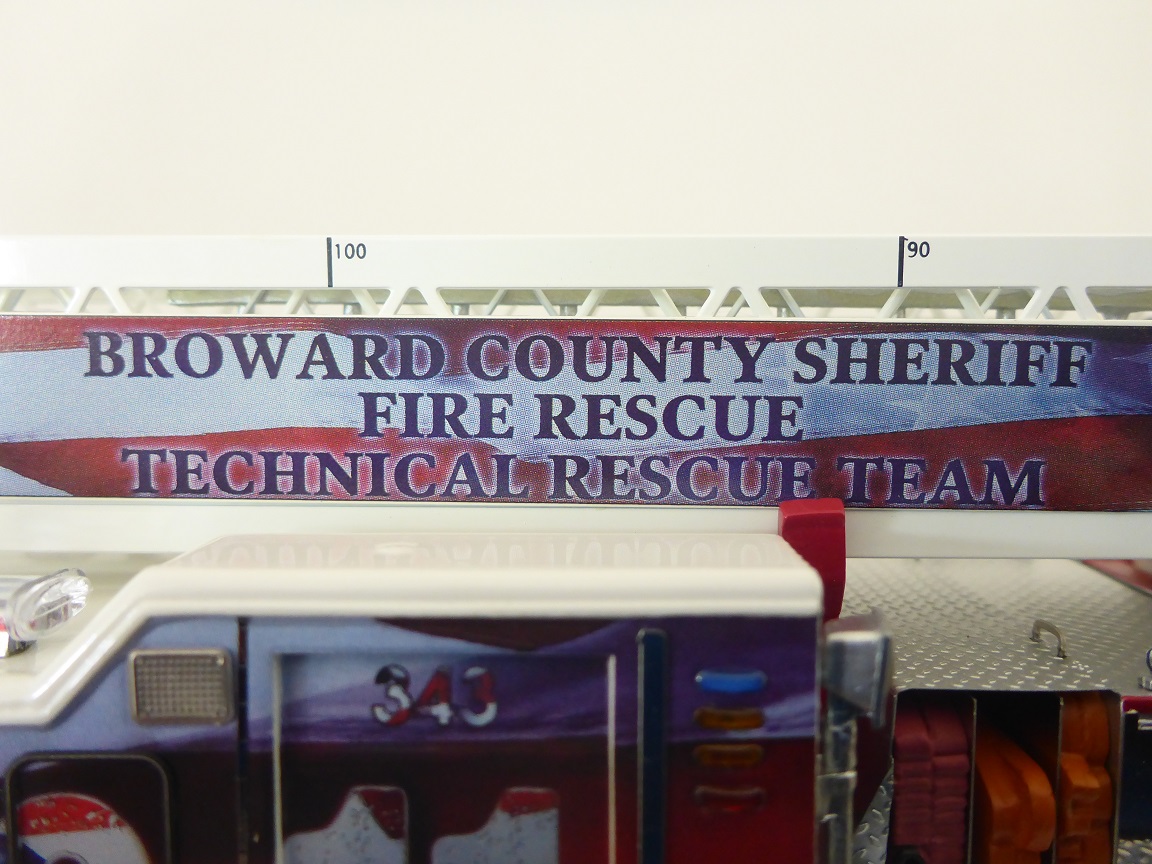 100 90
BROWARD COUNTY SHERIFF
FIRE RESCUE
TECHNICAL RESCUE TEAM
343